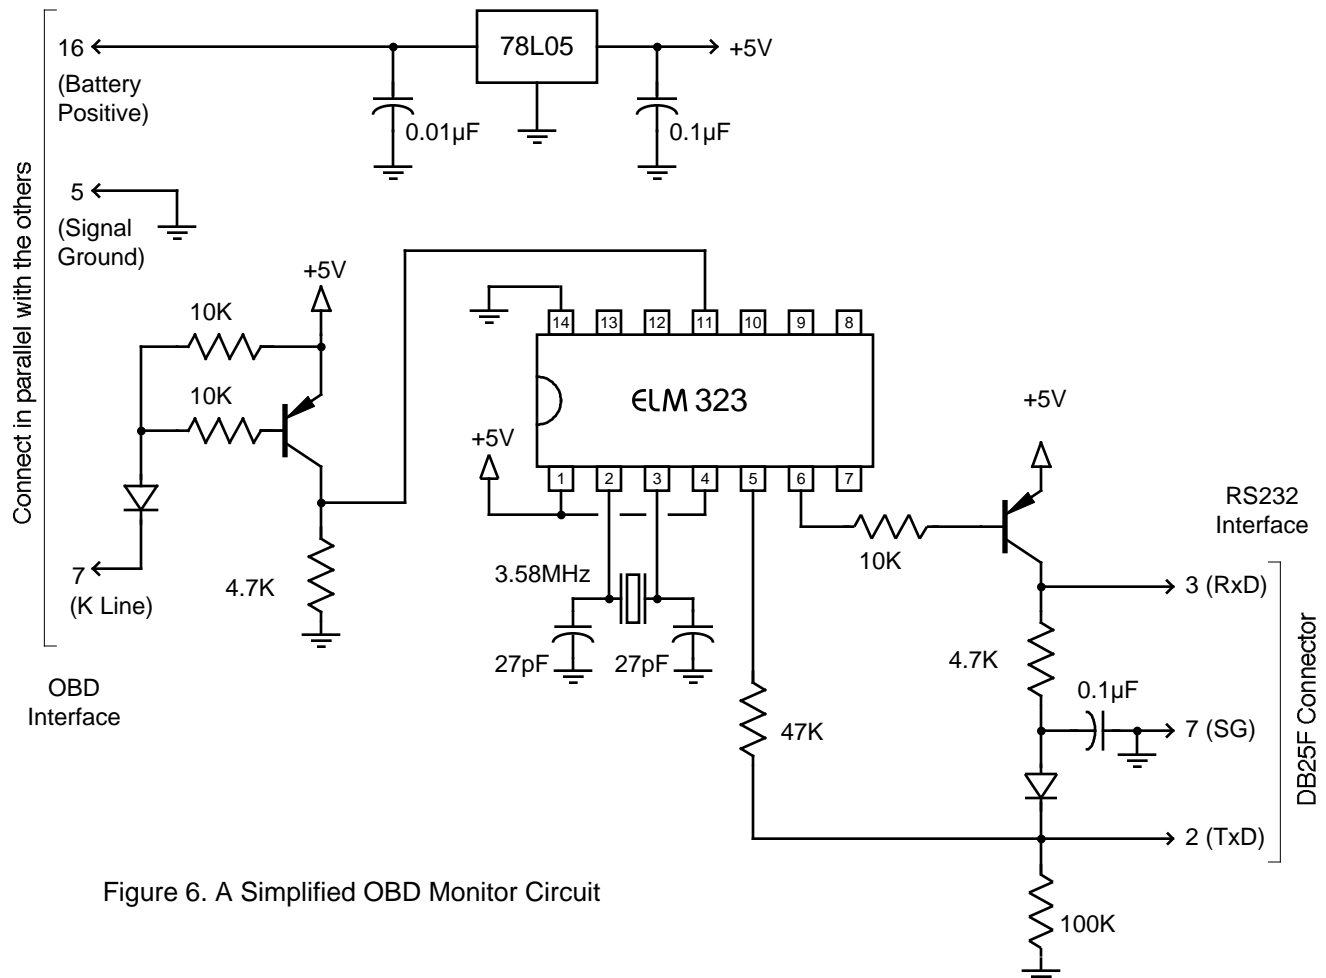 16
(Battery
Positive)
78L05
+5V
0.01µF
0.1µF
5
(Signal
Ground)
Connect in parallel with the others
+5V
10K
10K
7
(K Line)
4.7K
OBD
Interface
14 13 12 11 10 9 8
ELM 323
+5V
1 2 3 4 5 6 7
3.58MHz
27pF
27pF
47K
+5V
10K
RS232
Interface
3 (RxD)
4.7K
0.1µF
7 (SG)
2 (TxD)
DB25F Connector
100K
Figure 6. A Simplified OBD Monitor Circuit